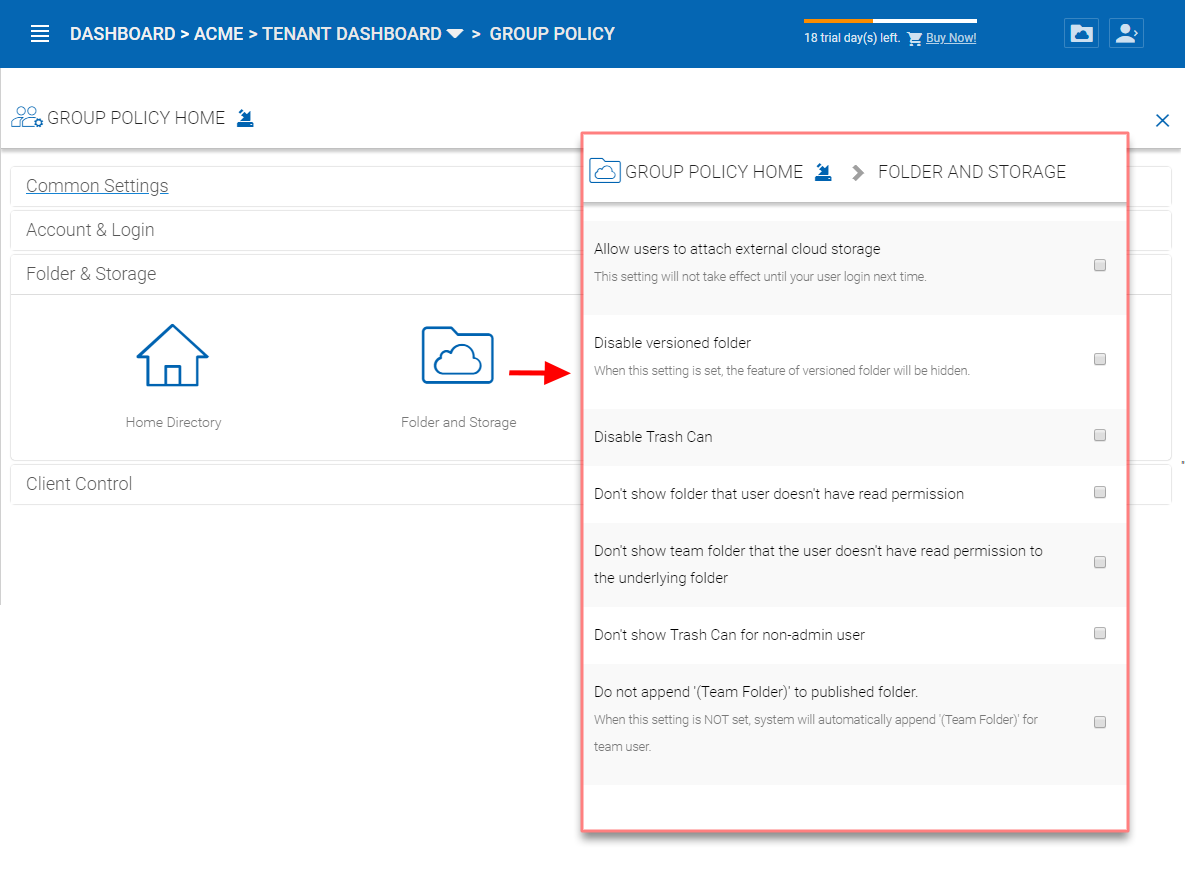 DASHBOARD > ACME > TENANT DASHBOARD > GROUP POLICY
18 trial day(s) left. Buy Now!
GROUP POLICY HOME
Common Settings
Account & Login
Folder & Storage
Home Directory
Folder and Storage
Client Control
GROUP POLICY HOME FOLDER AND STORAGE
Allow users to attach external cloud storage
This setting will not take effect until your user login next time.
Disable versioned folder
When this setting is set, the feature of versioned folder will be hidden.
Disable Trash Can
Don't show folder that user doesn't have read permission
Don't show team folder that the user doesn't have read permission to
the underlying folder
Don't show Trash Can for non-admin user
Do not append '(Team Folder)' to published folder.
When this setting is NOT set, system will automatically append '(Team Folder)' for
team user.